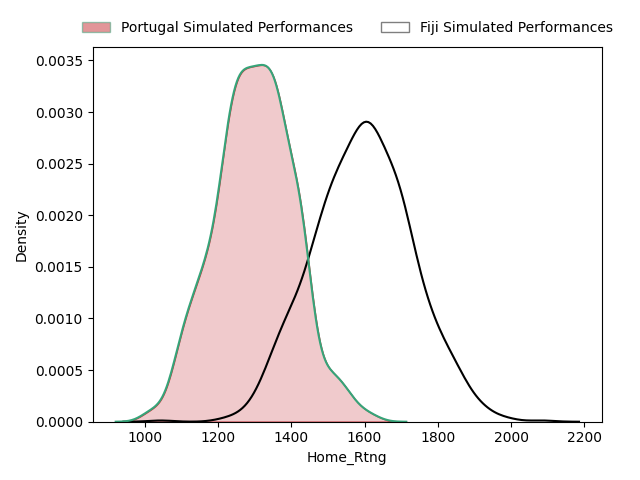 Portugal Simulated Performances
Fiji Simulated Performances
0.0035
0.0030
0.0025
0.0020
0.0015
0.0010
0.0005
0.0000
Density
1000 1200 1400 1600 1800 2000 2200
Home_Rtng